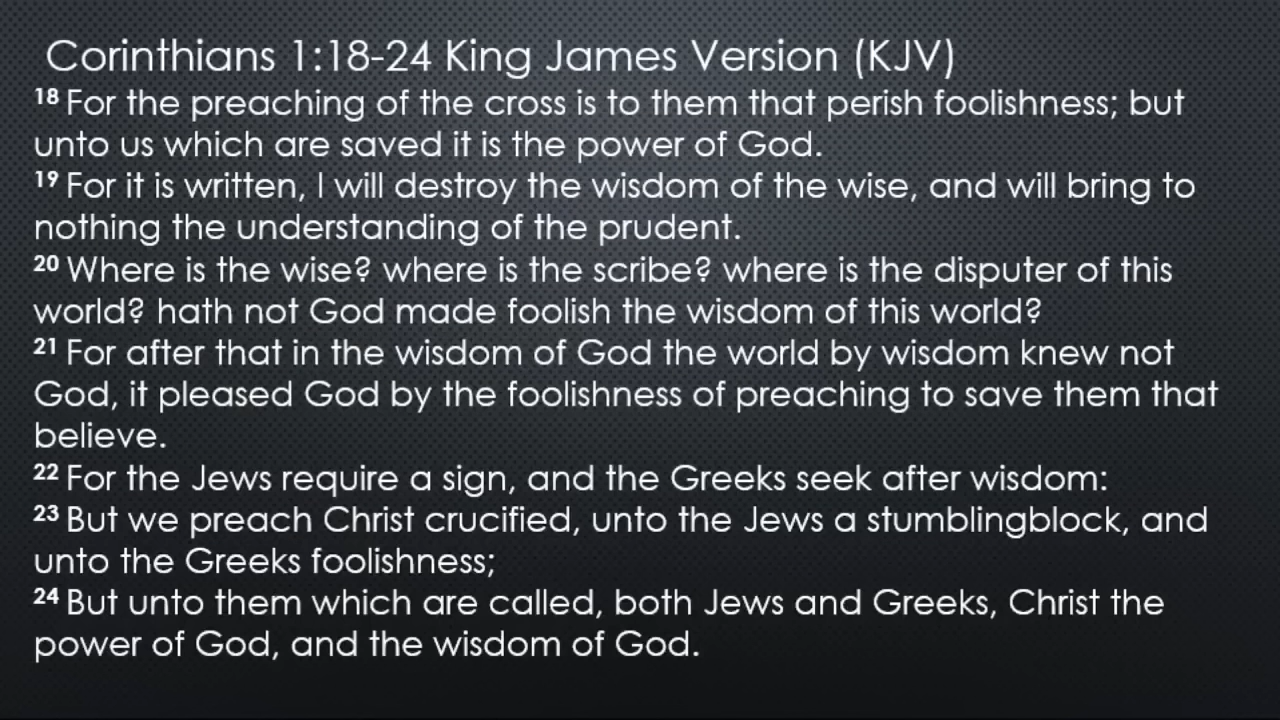 Corinthians 1:18-24 King James Version (KJV)
18 For the preaching of the cross is to them that perish foolishness; but
unto us which are saved it is the power of God.
19 For it is written, I will destroy the wisdom of the wise, and will bring to
nothing the understanding of the prudent.
20 Where is the wise? where is the scribe? where is the disputer of this
world? hath not God made foolish the wisdom of this world?
21 For after that in the wisdom of God the world by wisdom knew not
God, it pleased God by the foolishness of preaching to save them that
believe.
22 For the Jews require a sign, and the Greeks seek after wisdom:
23 But we preach Christ crucified, unto the Jews a stumblingblock, and
unto the Greeks foolishness;
24 But unto them which are called, both Jews and Greeks, Christ the
power of God, and the wisdom of God.